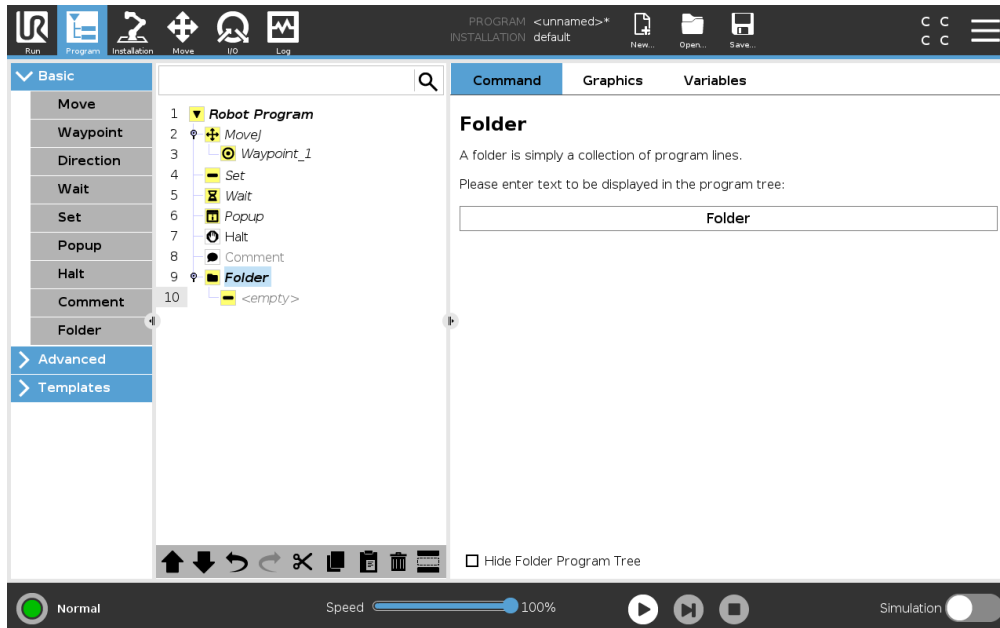 PROGRAM <unnamed>*
INSTALLATION default
C C
C C
Run
Program
Installation
Move
I/O
Log
New...
Open...
Save...
Basic
Move
Waypoint
Direction
Wait
Set
Popup
Halt
Comment
Folder
Advanced
Templates
1 Robot Program
2 MoveJ
3 Waypoint_1
4 Set
5 Wait
6 Popup
7 Halt
8 Comment
9 Folder
10 <empty>
Command Graphics Variables
Folder
A folder is simply a collection of program lines.
Please enter text to be displayed in the program tree:
Folder
Hide Folder Program Tree
Normal
Speed 100%
Simulation